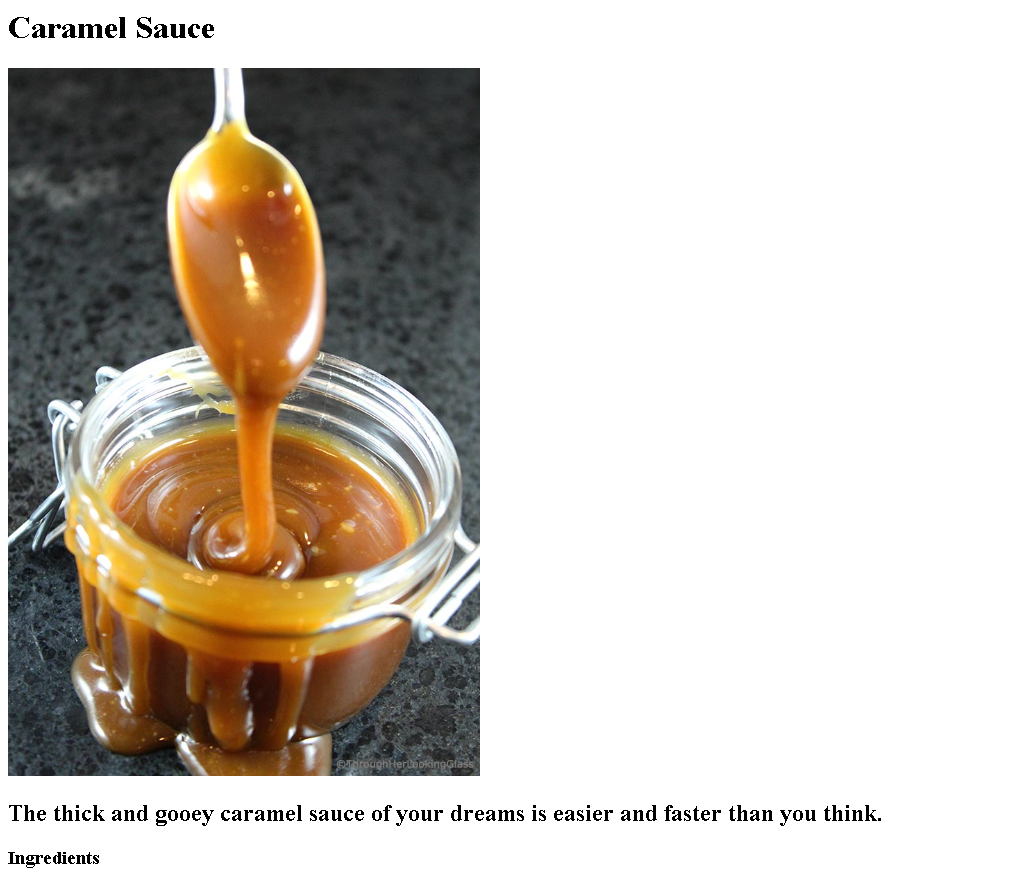 Caramel Sauce
©ThroughHerLookingGlass
The thick and gooey caramel sauce of your dreams is easier and faster than you think.
Ingredients